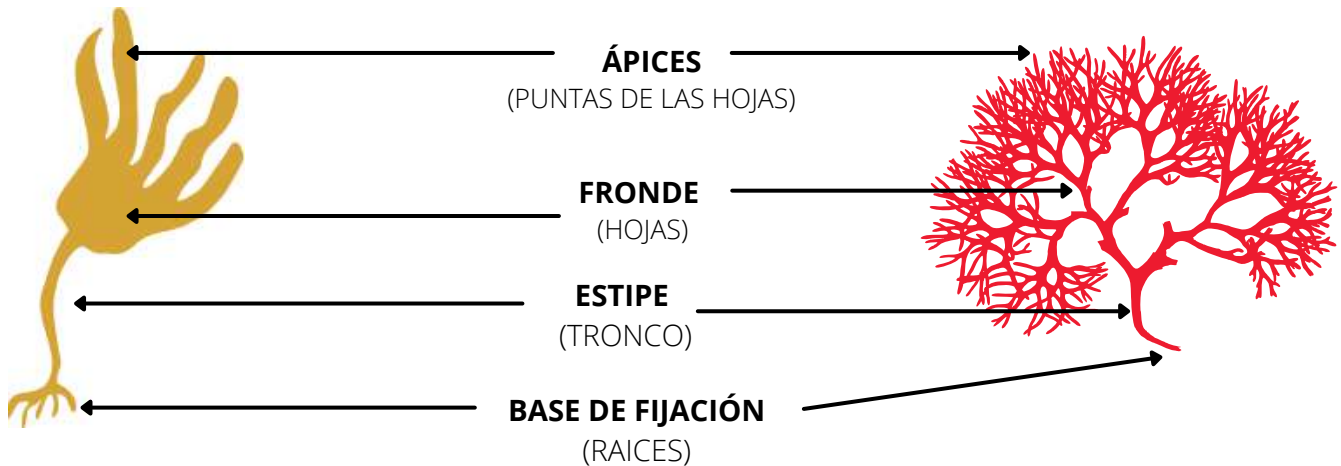 ÁPICES
(PUNTAS DE LAS HOJAS)
FRONDE
(HOJAS)
ESTIPE
(TRONCO)
BASE DE FIJACIÓN
(RAICES)